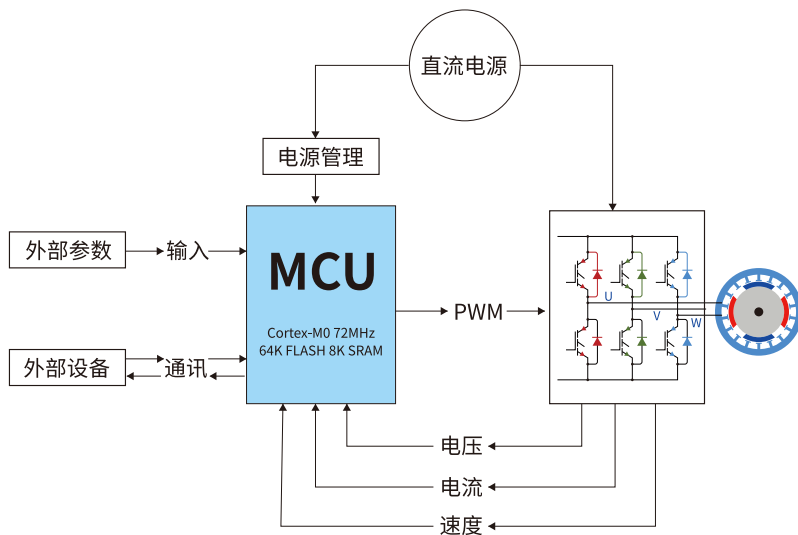 直流电源
电源管理
外部参数
输入
MCU
Cortex-M0 72MHz
64K FLASH 8K SRAM
PWM
U
V
W
外部设备
通讯
电压
电流
速度